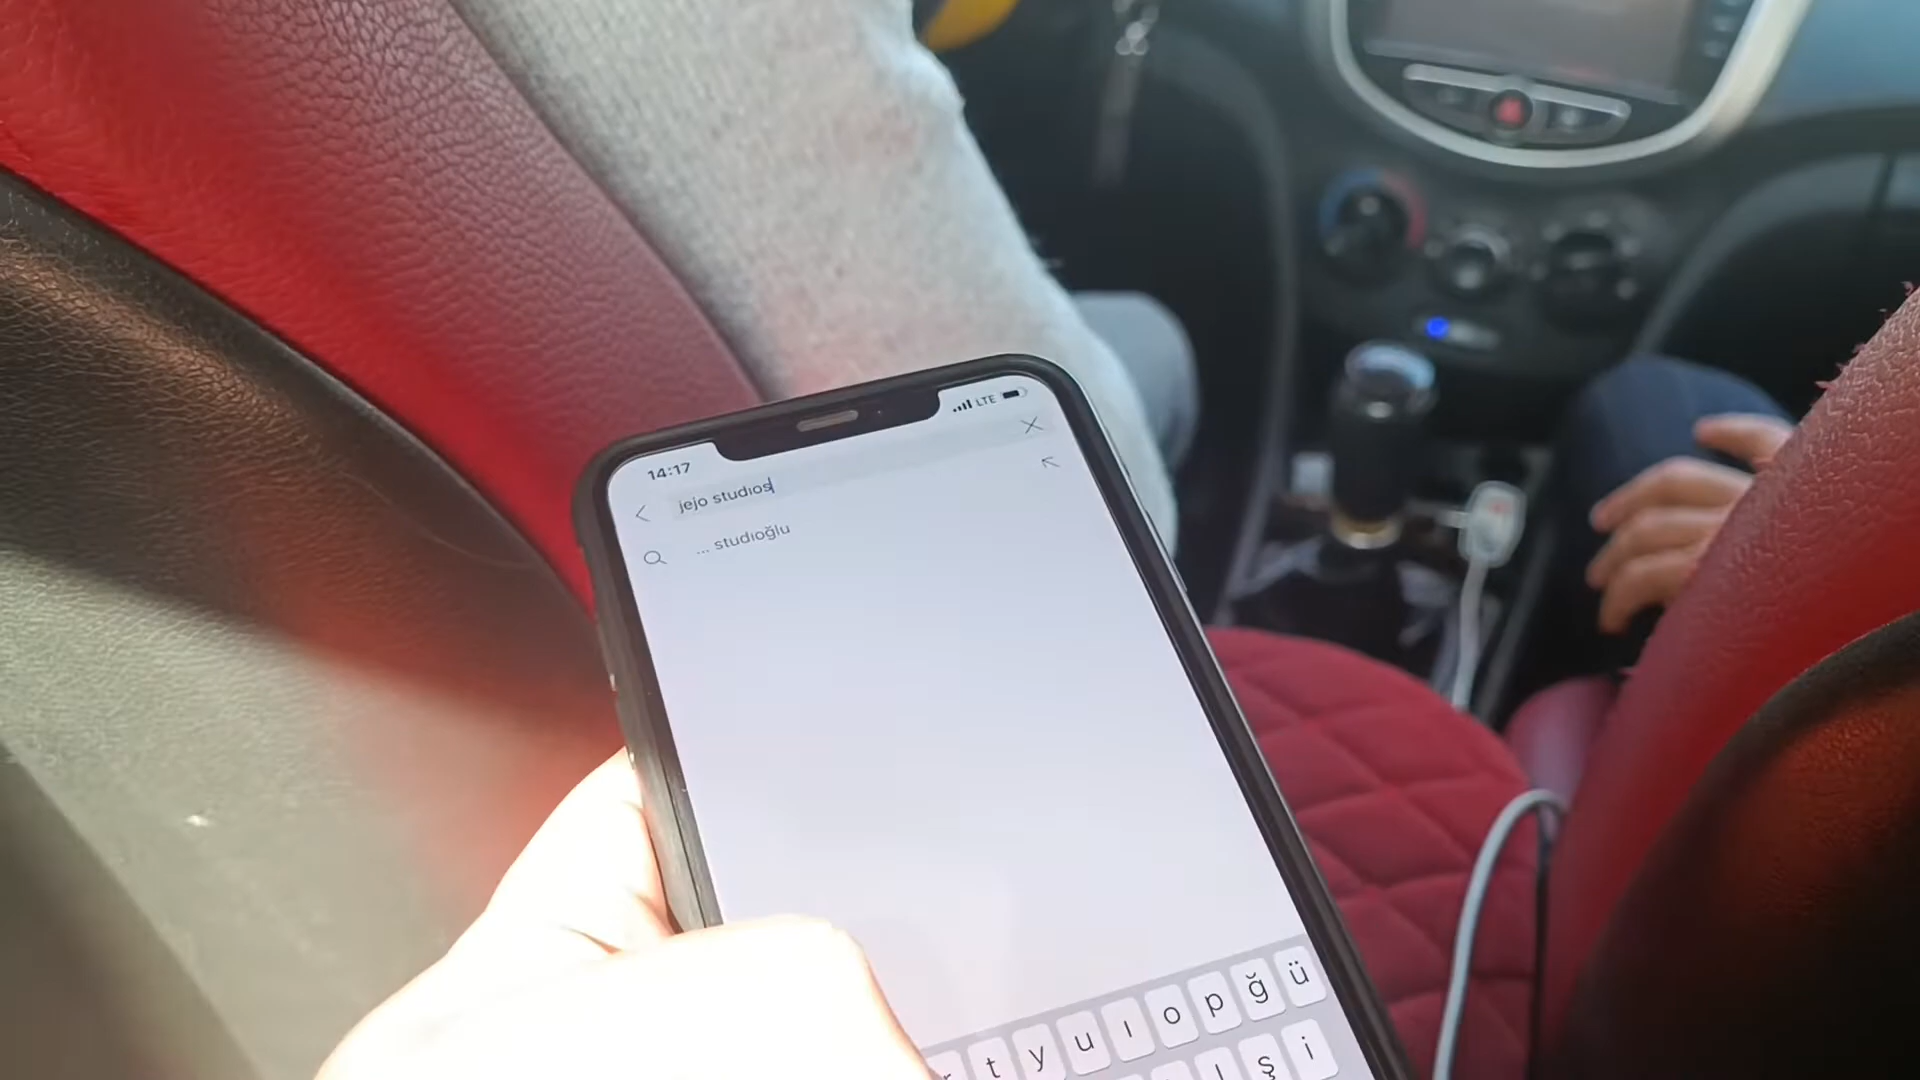 14:17
LTE
jejo studıos
... studıoğlu
r t y u ı o p ğ ü
l ş i